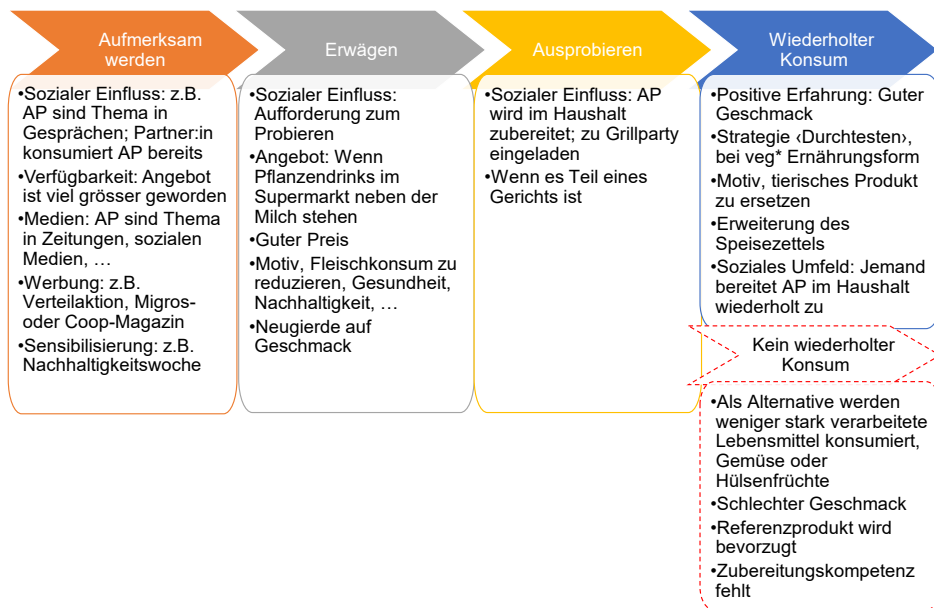 Aufmerksam
werden
•Sozialer Einfluss: z.B.
AP sind Thema in
Gesprächen; Partner:in
konsumiert AP bereits
•Verfügbarkeit: Angebot
ist viel grösser geworden
•Medien: AP sind Thema
in Zeitungen, sozialen
Medien, …
•Werbung: z.B.
Verteilaktion, Migros-
oder Coop-Magazin
•Sensibilisierung: z.B.
Nachhaltigkeitswoche
Erwägen
•Sozialer Einfluss:
Aufforderung zum
Probieren
•Angebot: Wenn
Pflanzendrinks im
Supermarkt neben der
Milch stehen
•Guter Preis
•Motiv, Fleischkonsum zu
reduzieren, Gesundheit,
Nachhaltigkeit, …
•Neugierde auf
Geschmack
Ausprobieren
•Sozialer Einfluss: AP
wird im Haushalt
zubereitet; zu Grillparty
eingeladen
•Wenn es Teil eines
Gerichts ist
Wiederholter
Konsum
•Positive Erfahrung: Guter
Geschmack
•Strategie ‹Durchtesten›,
bei veg* Ernährungsform
•Motiv, tierisches Produkt
zu ersetzen
•Erweiterung des
Speisezettels
•Soziales Umfeld: Jemand
bereitet AP im Haushalt
wiederholt zu
Kein wiederholter
Konsum
•Als Alternative werden
weniger stark verarbeitete
Lebensmittel konsumiert,
Gemüse oder
Hülsenfrüchte
•Schlechter Geschmack
•Referenzprodukt wird
bevorzugt
•Zubereitungskompetenz
fehlt